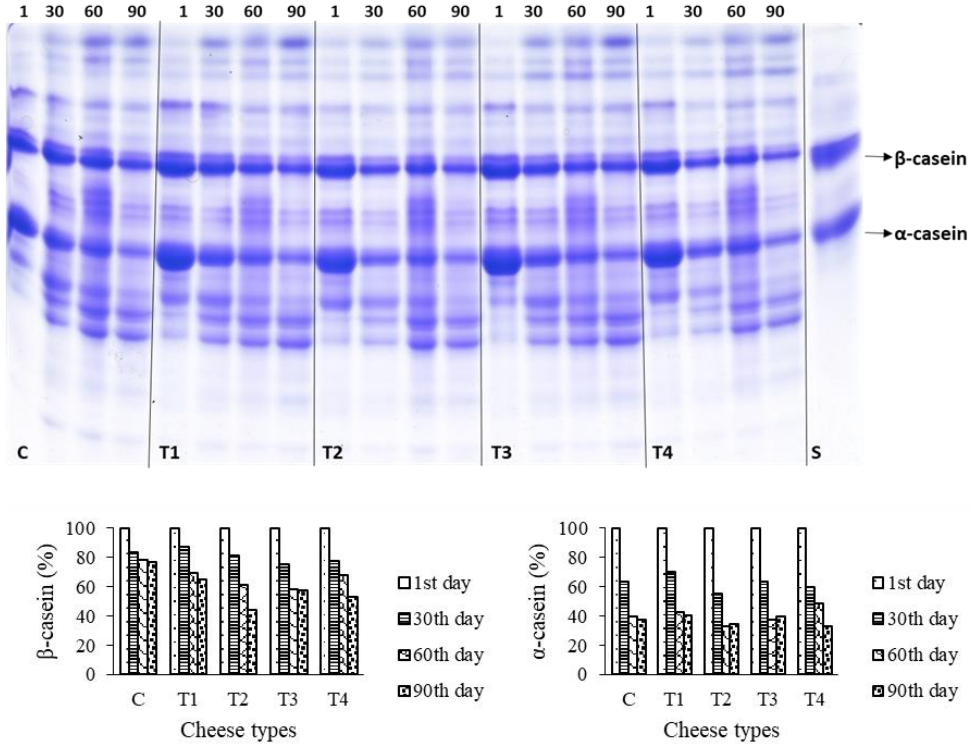 1 30 60 90 1 30 60 90 1 30 60 90 1 30 60 90 1 30 60 90
β-casein
α-casein
C T1 T2 T3 T4 S
100
80
60
40
20
0
β-casein (%)
C T1 T2 T3 T4
Cheese types
1st day
30th day
60th day
90th day
100
80
60
40
20
0
α-casein (%)
C T1 T2 T3 T4
Cheese types
1st day
30th day
60th day
90th day